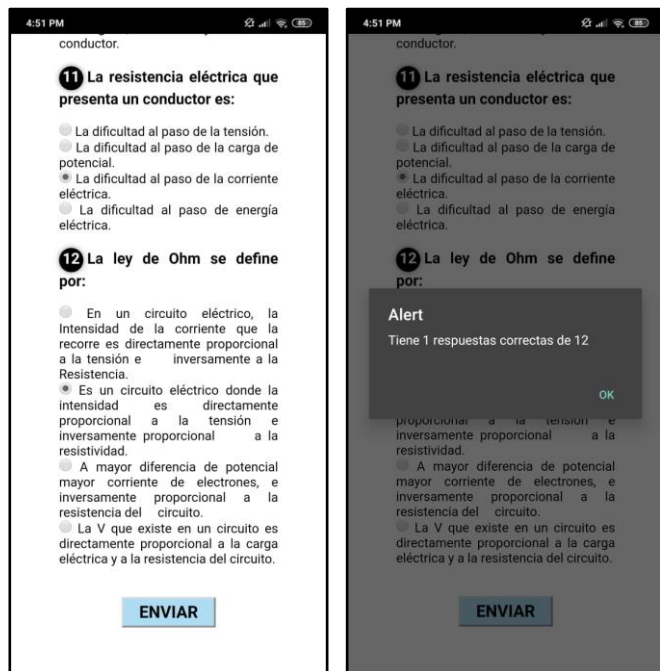 4:51 PM
85
conductor.
11 La resistencia eléctrica que
presenta un conductor es:
La dificultad al paso de la tensión.
La dificultad al paso de la carga de
potencial.
La dificultad al paso de la corriente
eléctrica.
La dificultad al paso de energía
eléctrica.
12 La ley de Ohm se define
por:
En un circuito eléctrico, la
Intensidad de la corriente que la
recorre es directamente proporcional
a la tensión e inversamente a la
Resistencia.
Es un circuito eléctrico donde la
intensidad es directamente
proporcional a la tensión e
inversamente proporcional a la
resistividad.
A mayor diferencia de potencial
mayor corriente de electrones, e
inversamente proporcional a la
resistencia del circuito.
La V que existe en un circuito es
directamente proporcional a la carga
eléctrica y a la resistencia del circuito.
ENVIAR
4:51 PM
85
conductor.
11 La resistencia eléctrica que
presenta un conductor es:
La dificultad al paso de la tensión.
La dificultad al paso de la carga de
potencial.
La dificultad al paso de la corriente
eléctrica.
La dificultad al paso de energía
eléctrica.
12 La ley de Ohm se define
por:
Alert
Tiene 1 respuestas correctas de 12
OK
proporcional a la tensión e
inversamente proporcional a la
resistividad.
A mayor diferencia de potencial
mayor corriente de electrones, e
inversamente proporcional a la
resistencia del circuito.
La V que existe en un circuito es
directamente proporcional a la carga
eléctrica y a la resistencia del circuito.
ENVIAR